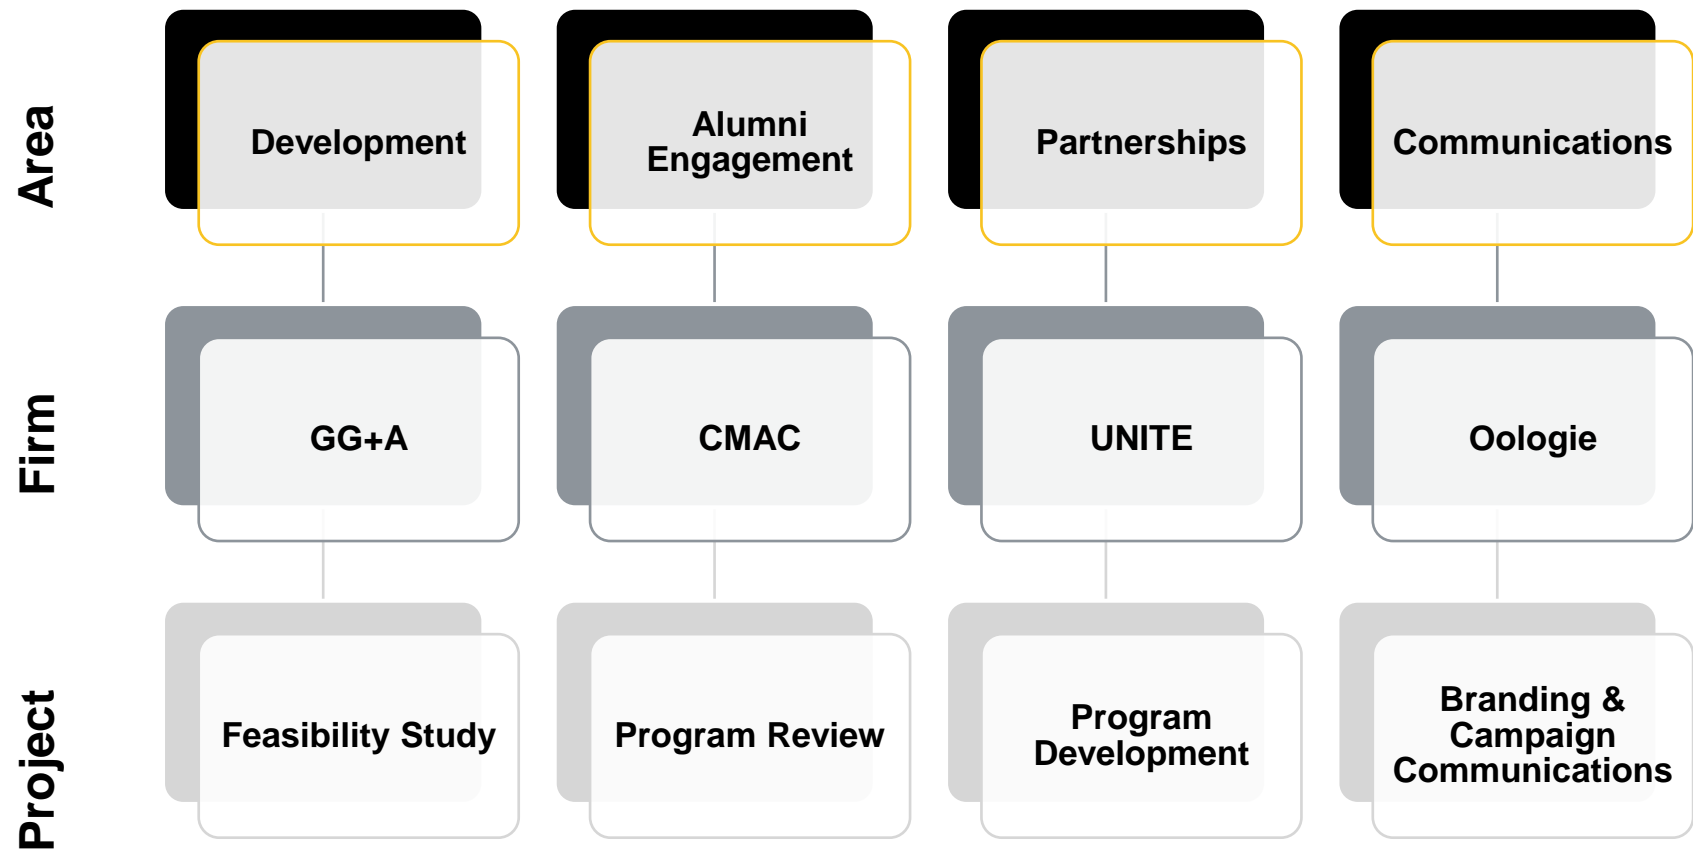 Area
Development
Alumni
Engagement
Partnerships
Communications
Firm
GG+A
CMAC
UNITE
Oologie
Project
Feasibility Study
Program Review
Program
Development
Branding &
Campaign
Communications